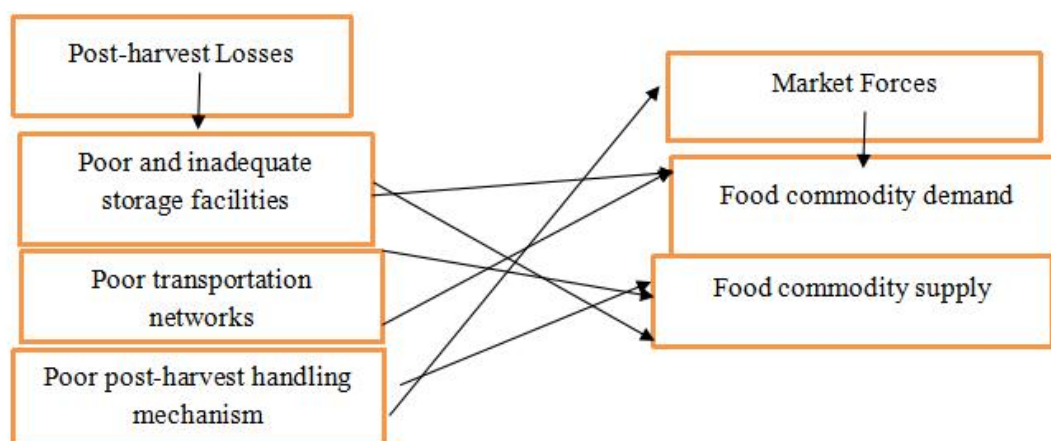 Post-harvest Losses
Poor and inadequate
storage facilities
Poor transportation
networks
Poor post-harvest handling
mechanism
Market Forces
Food commodity demand
Food commodity supply